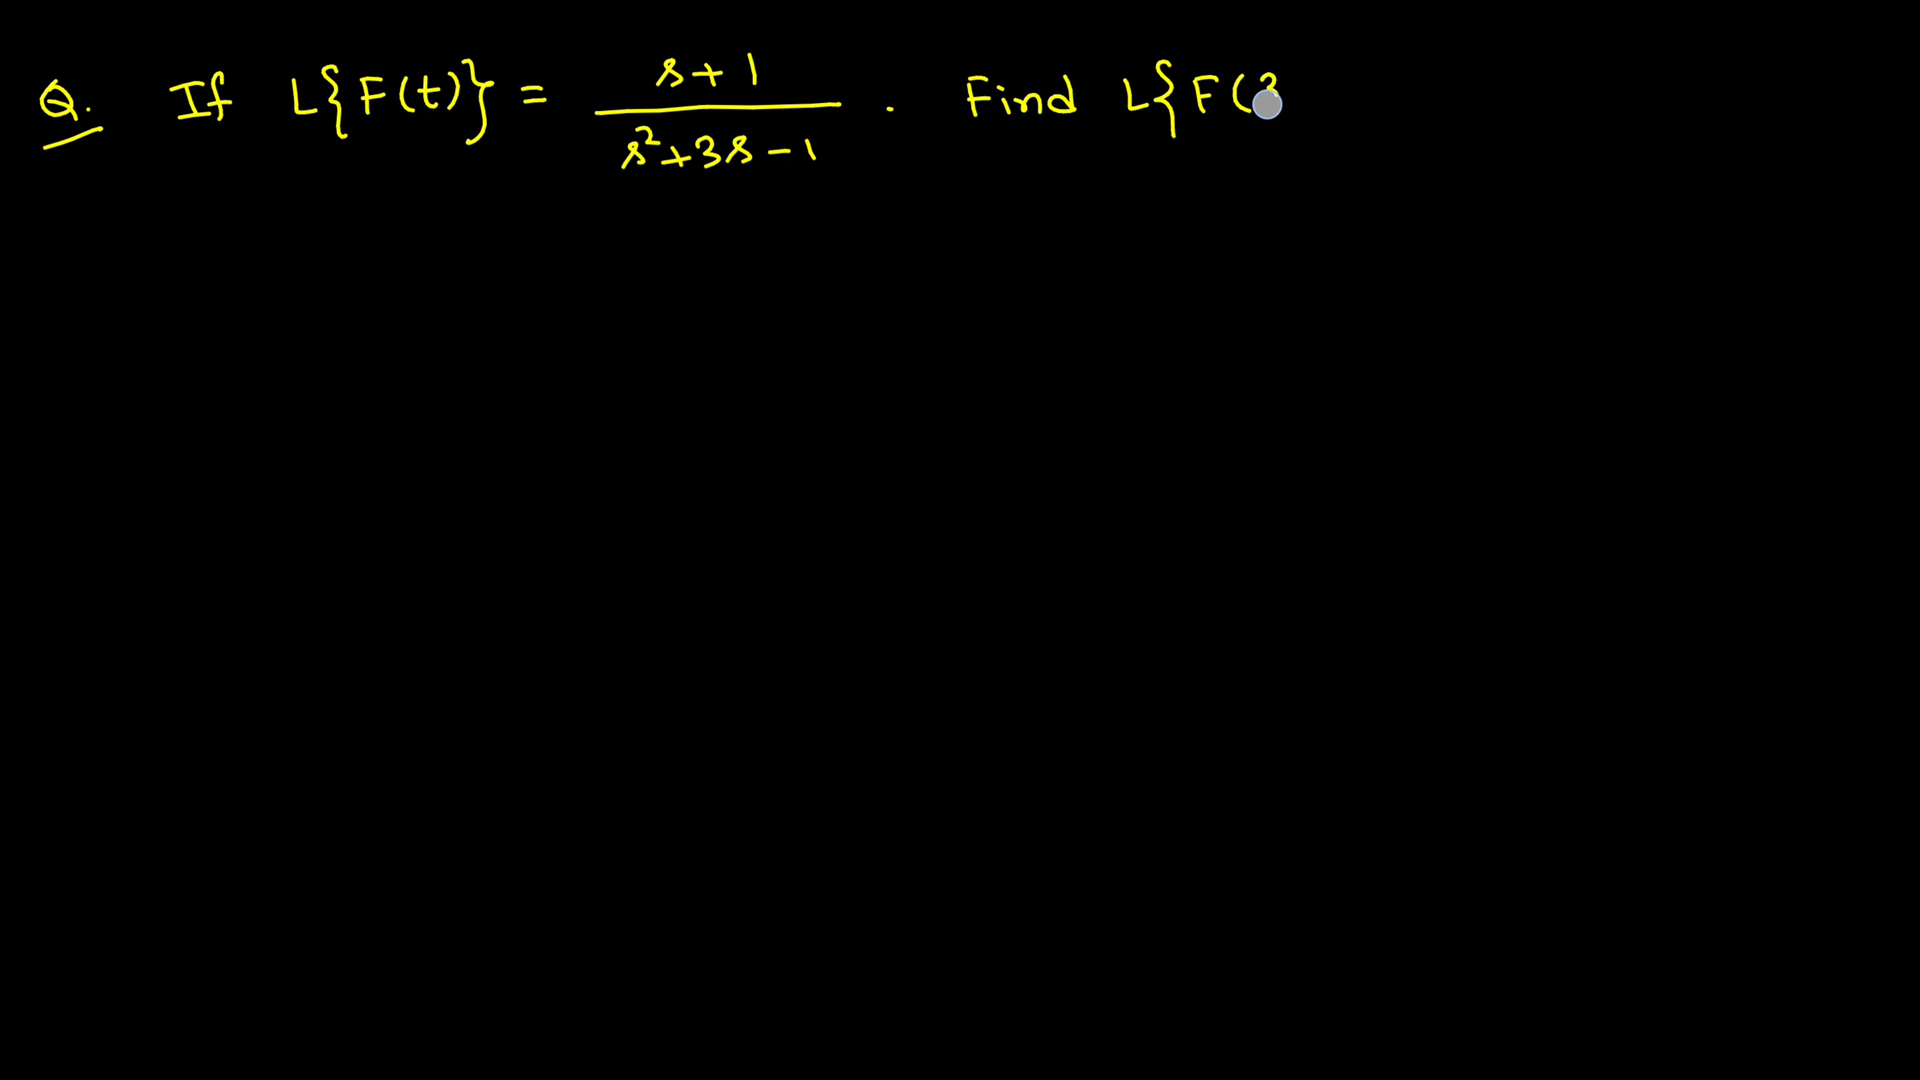 Q. If L{F(t)} = s+1 / s²+3s-1 . Find L{F(